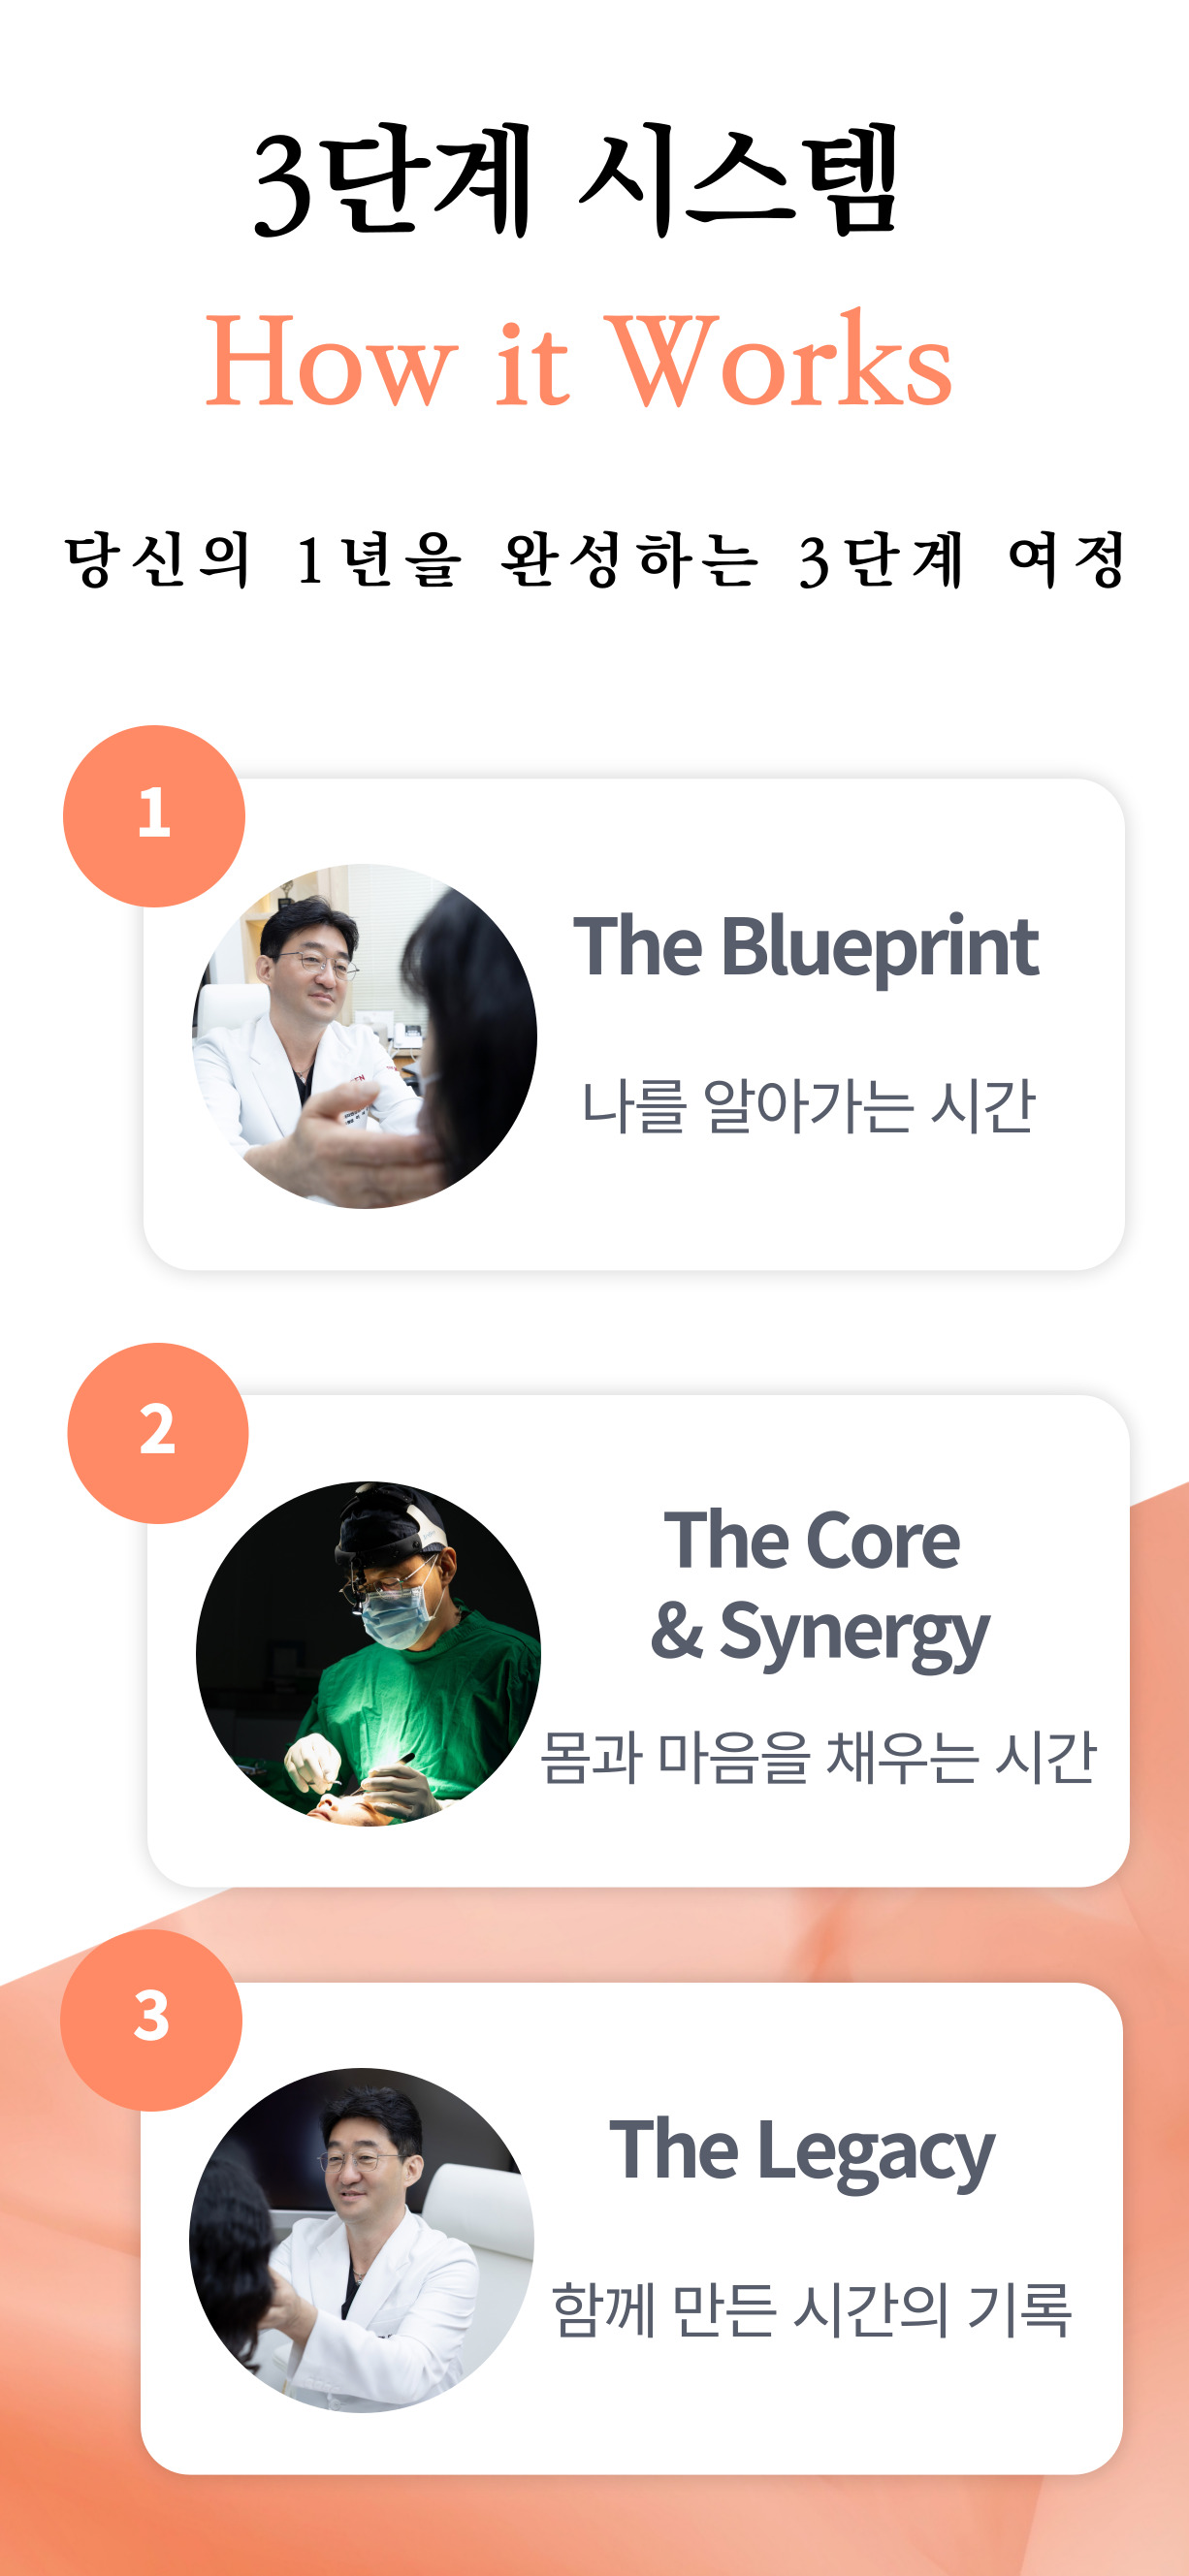 3단계 시스템
How it Works
당신의 1년을 완성하는 3단계 여정
1
The Blueprint
나를 알아가는 시간
2
The Core
& Synergy
몸과 마음을 채우는 시간
3
The Legacy
함께 만든 시간의 기록